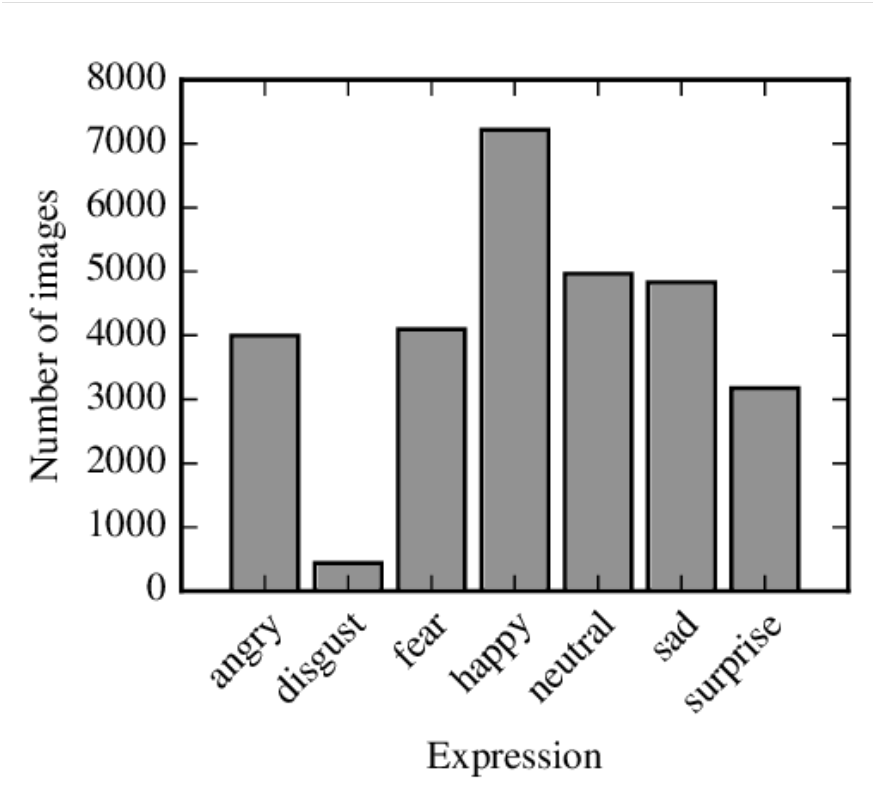 8000
7000
6000
5000
4000
3000
2000
1000
0
Number of images
angry
disgust
fear
happy
neutral
sad
surprise
Expression